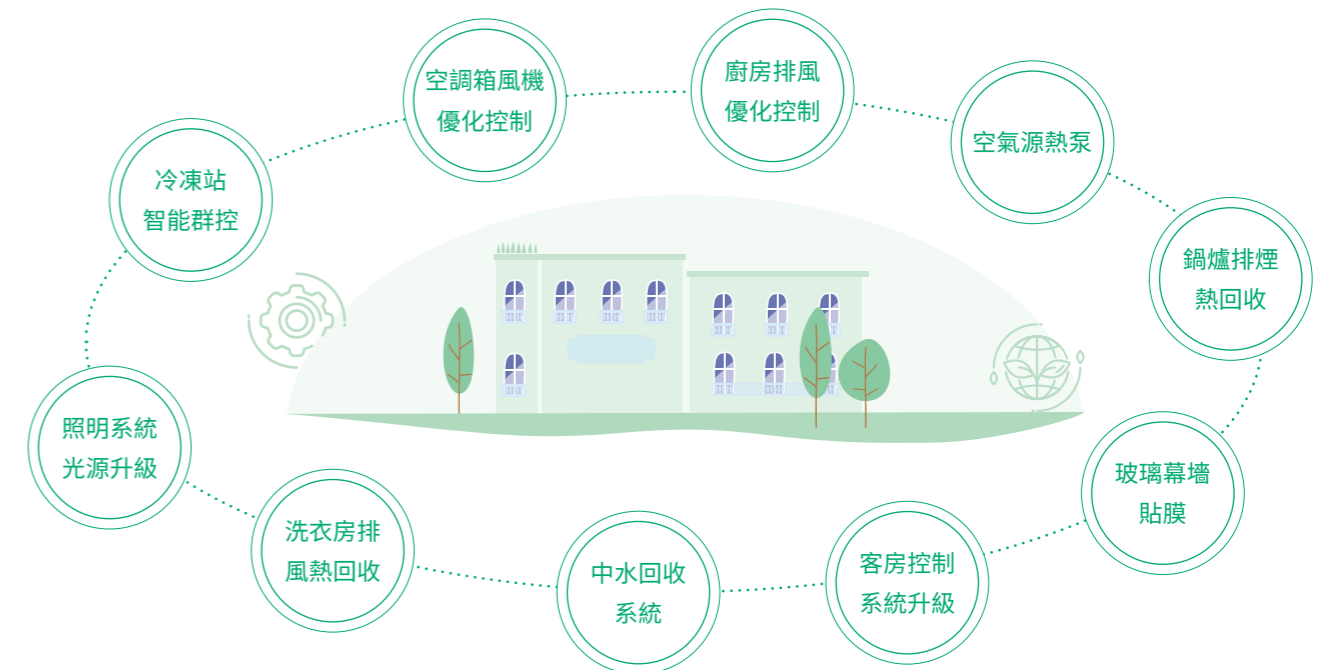 空調箱風機
優化控制
廚房排風
優化控制
空氣源熱泵
鍋爐排煙
熱回收
玻璃幕墻
貼膜
客房控制
系統升級
中水回收
系統
洗衣房排
風熱回收
照明系統
光源升級
冷凍站
智能群控